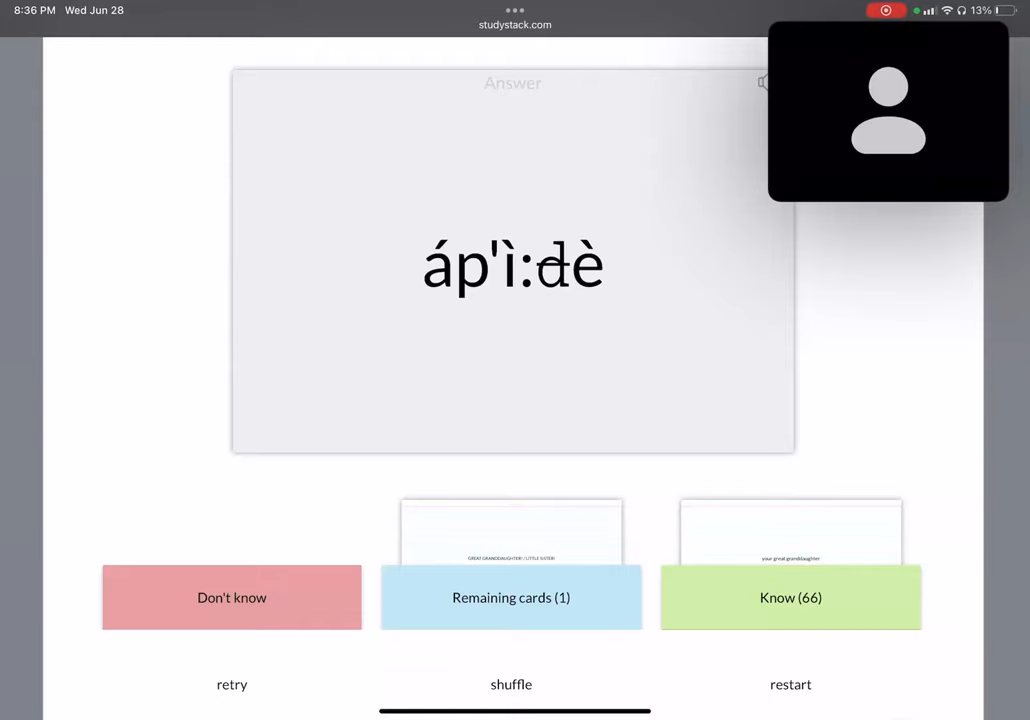 8:36 PM Wed Jun 28
13%
studystack.com
Answer
áp'ì:đè
GREAT GRANDDAUGHTER! / LITTLE SISTER!
your great granddaughter
Don't know
Remaining cards (1)
Know (66)
retry
shuffle
restart